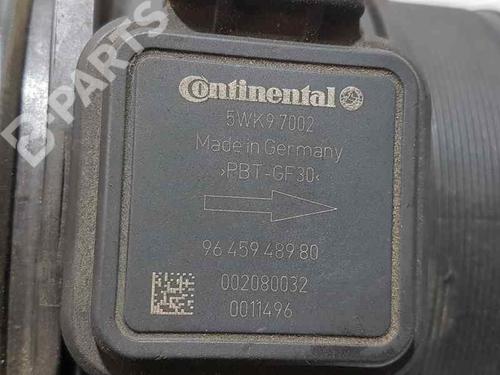 B-PARTS
Continental
5WK9 7002
Made in Germany
>PBT-GF30<
96 459 489 80
002080032
0011496